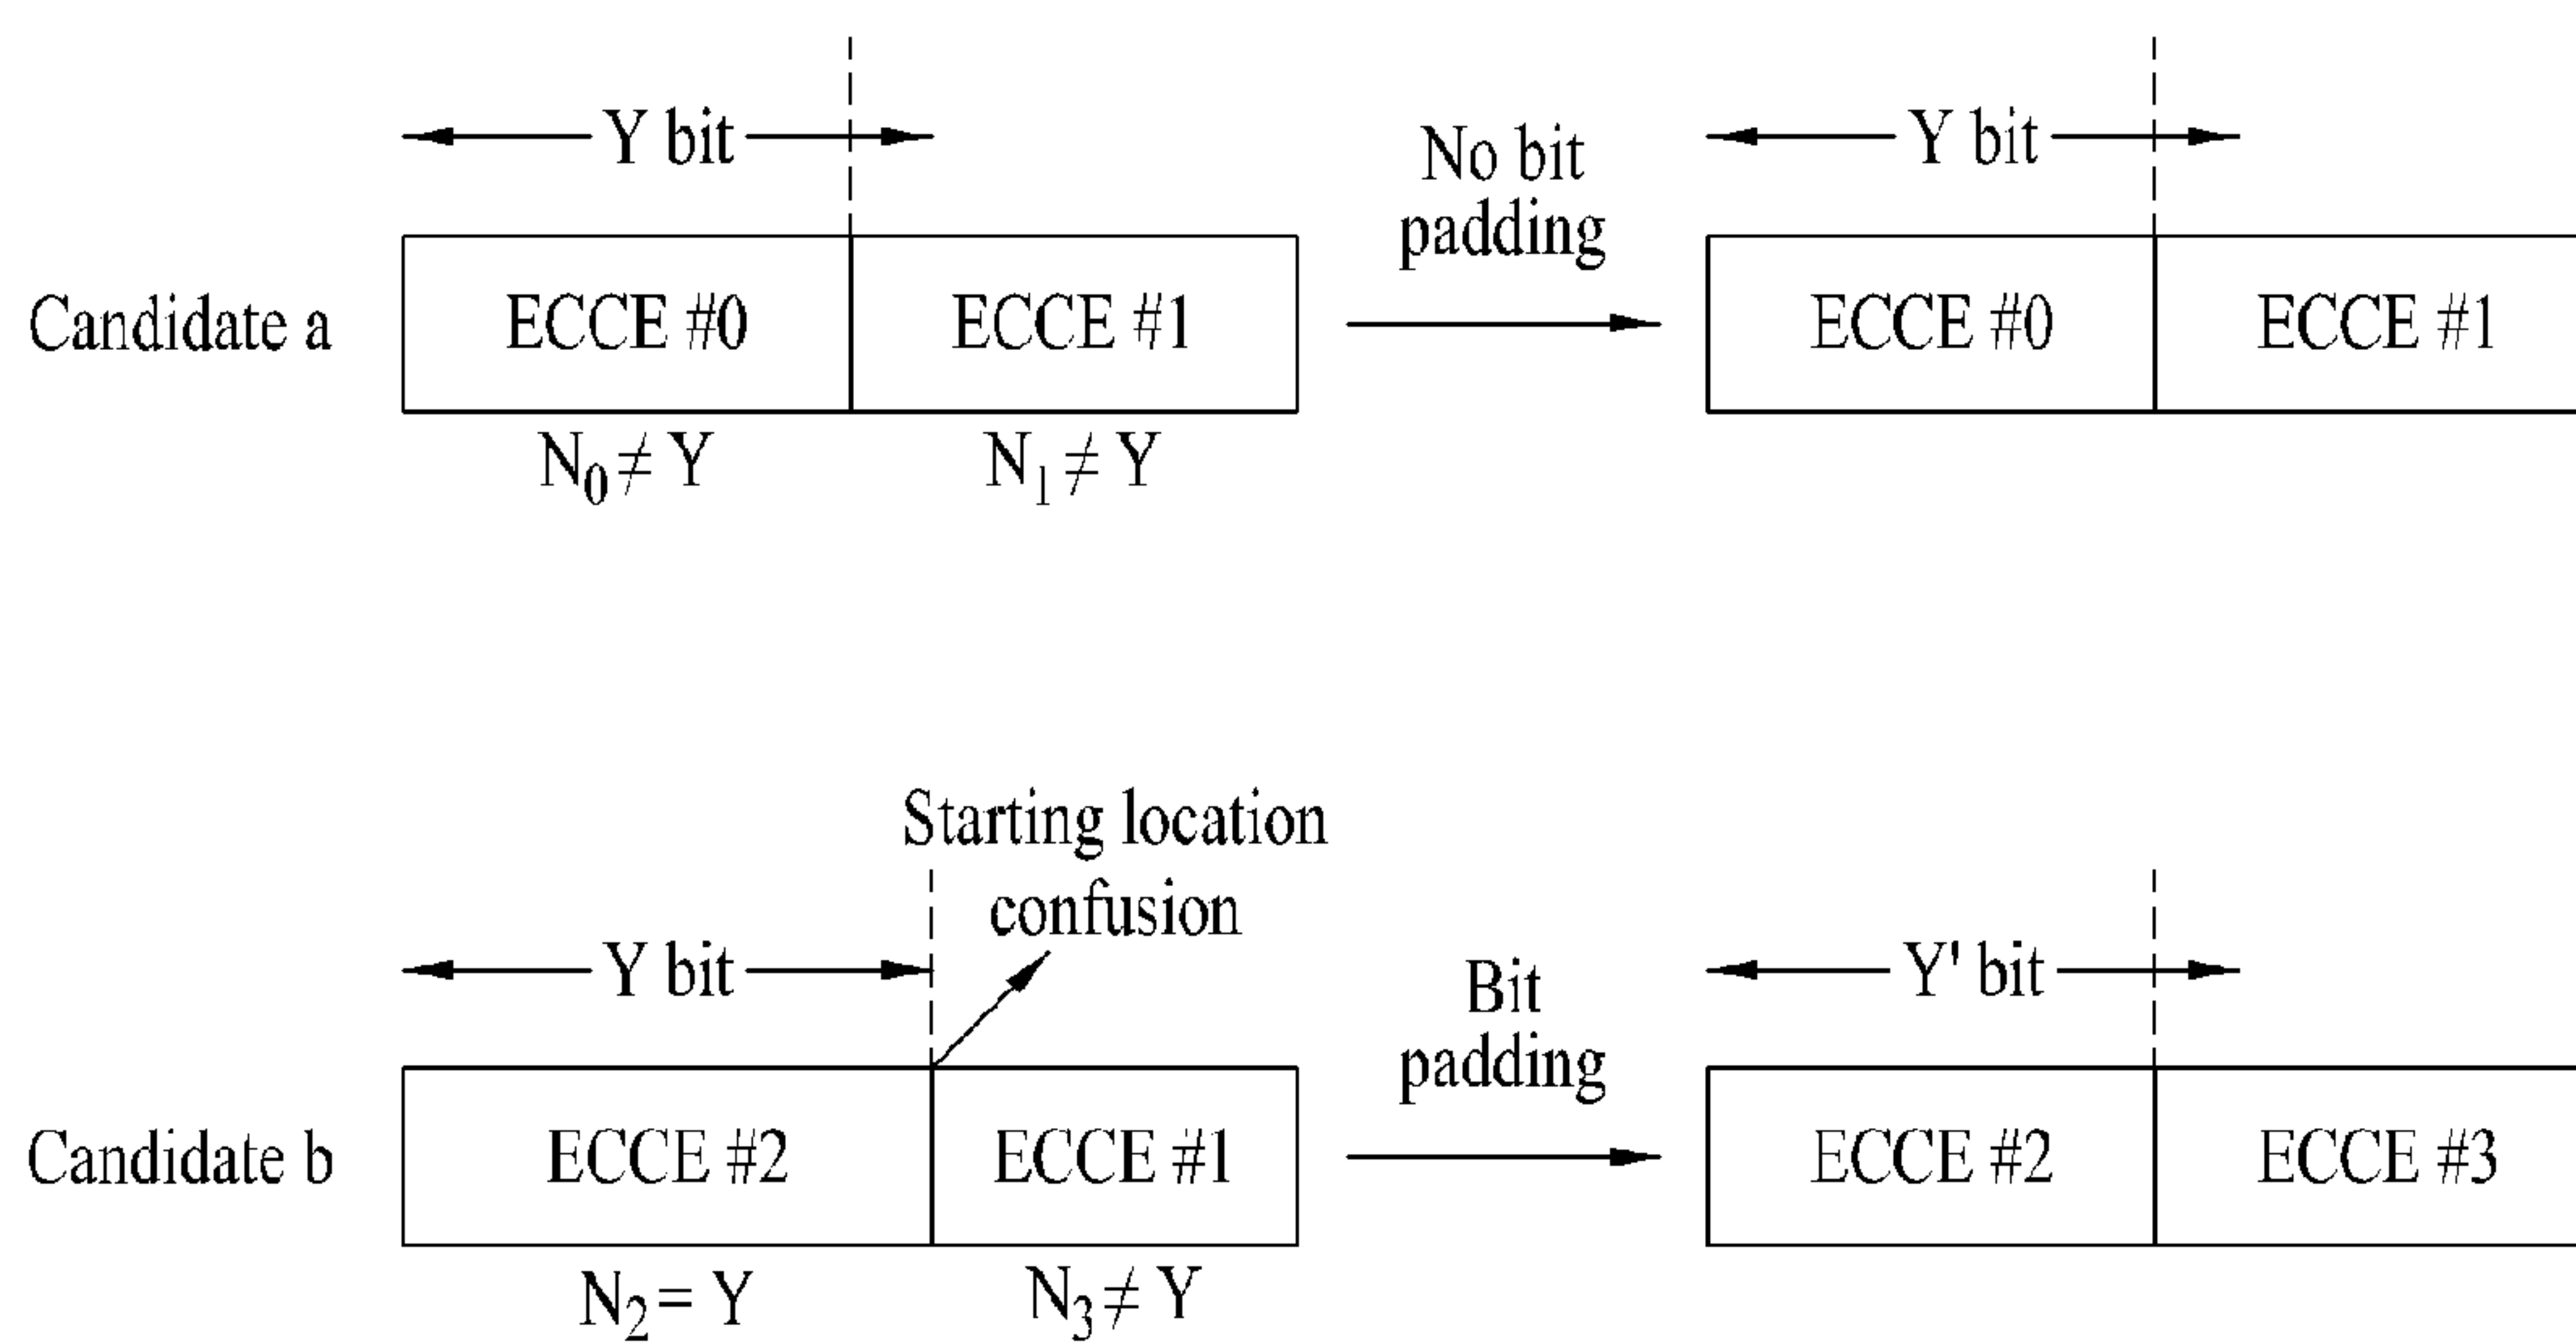 Y bit
No bit
padding
Y bit
Candidate a
ECCE #0
ECCE #1
ECCE #0
ECCE #1
N₀ ≠ Y
N₁ ≠ Y
Starting location
confusion
Y bit
Bit
padding
Y' bit
Candidate b
ECCE #2
ECCE #1
ECCE #2
ECCE #3
N₂ = Y
N₃ ≠ Y